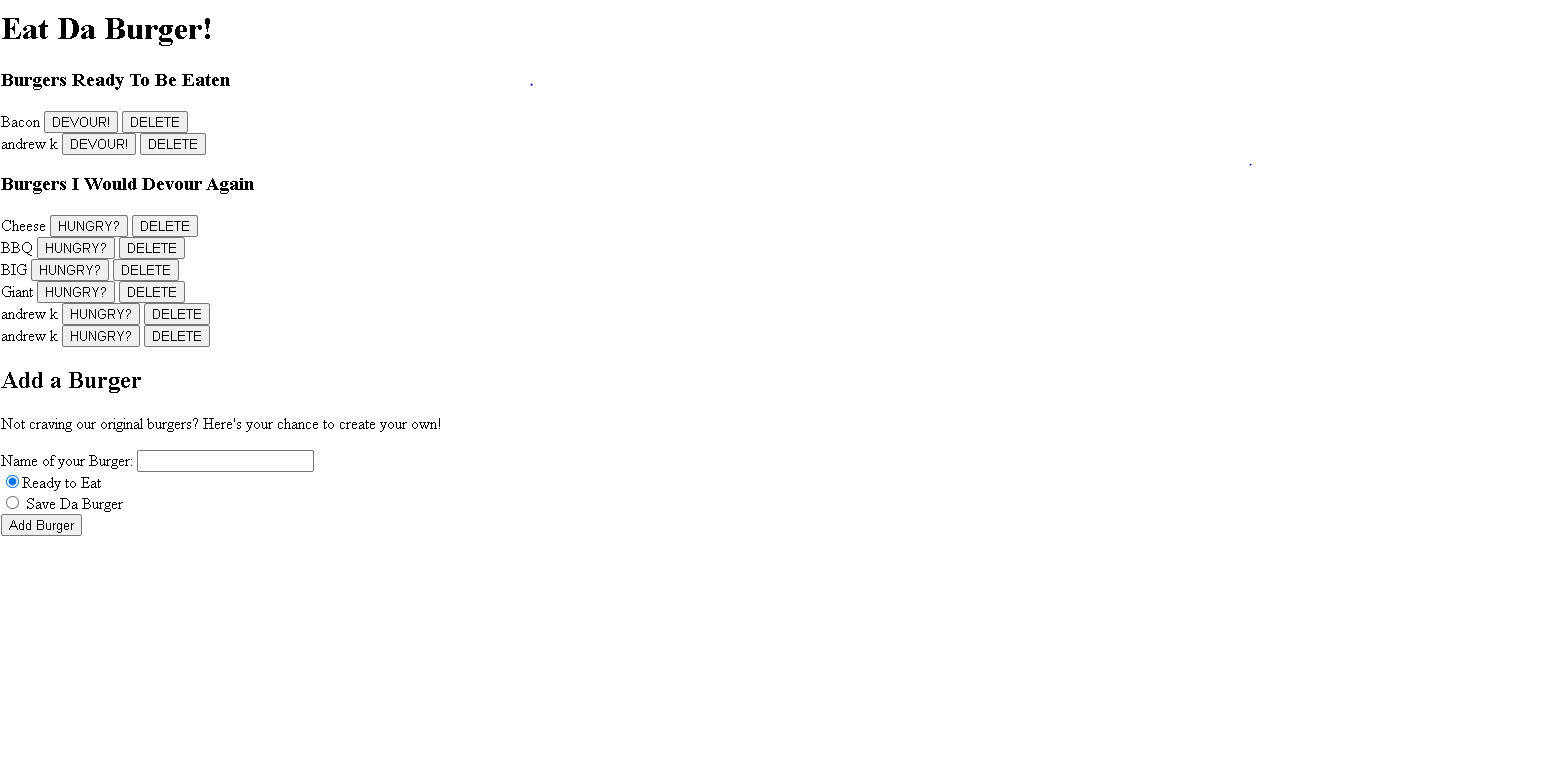 Eat Da Burger!
Burgers Ready To Be Eaten
Bacon DEVOUR! DELETE
andrew k DEVOUR! DELETE
Burgers I Would Devour Again
Cheese HUNGRY? DELETE
BBQ HUNGRY? DELETE
BIG HUNGRY? DELETE
Giant HUNGRY? DELETE
andrew k HUNGRY? DELETE
andrew k HUNGRY? DELETE
Add a Burger
Not craving our original burgers? Here's your chance to create your own!
Name of your Burger:
Ready to Eat
Save Da Burger
Add Burger